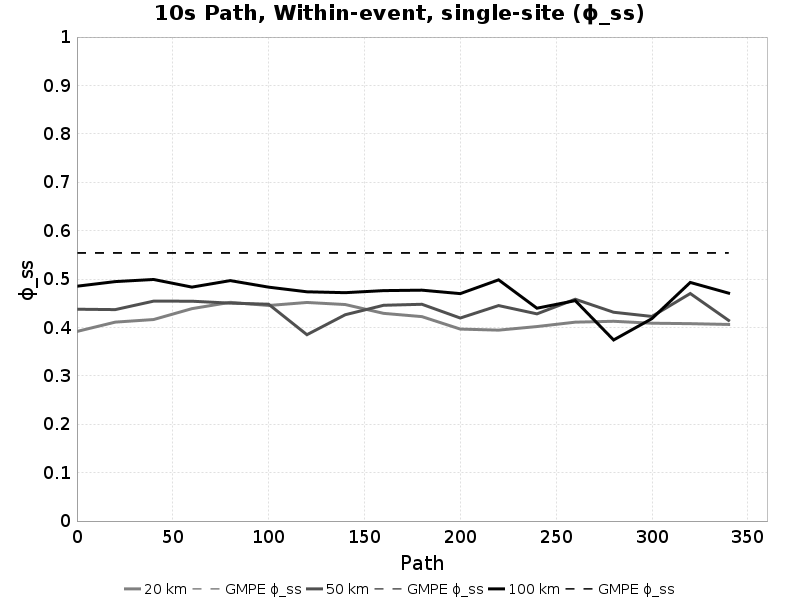 10s Path, Within-event, single-site (ϕ_ss)
1
0.9
0.8
0.7
0.6
0.5
0.4
0.3
0.2
0.1
0
ϕ_ss
0 50 100 150 200 250 300 350
Path
20 km GMPE ϕ_ss 50 km GMPE ϕ_ss 100 km GMPE ϕ_ss